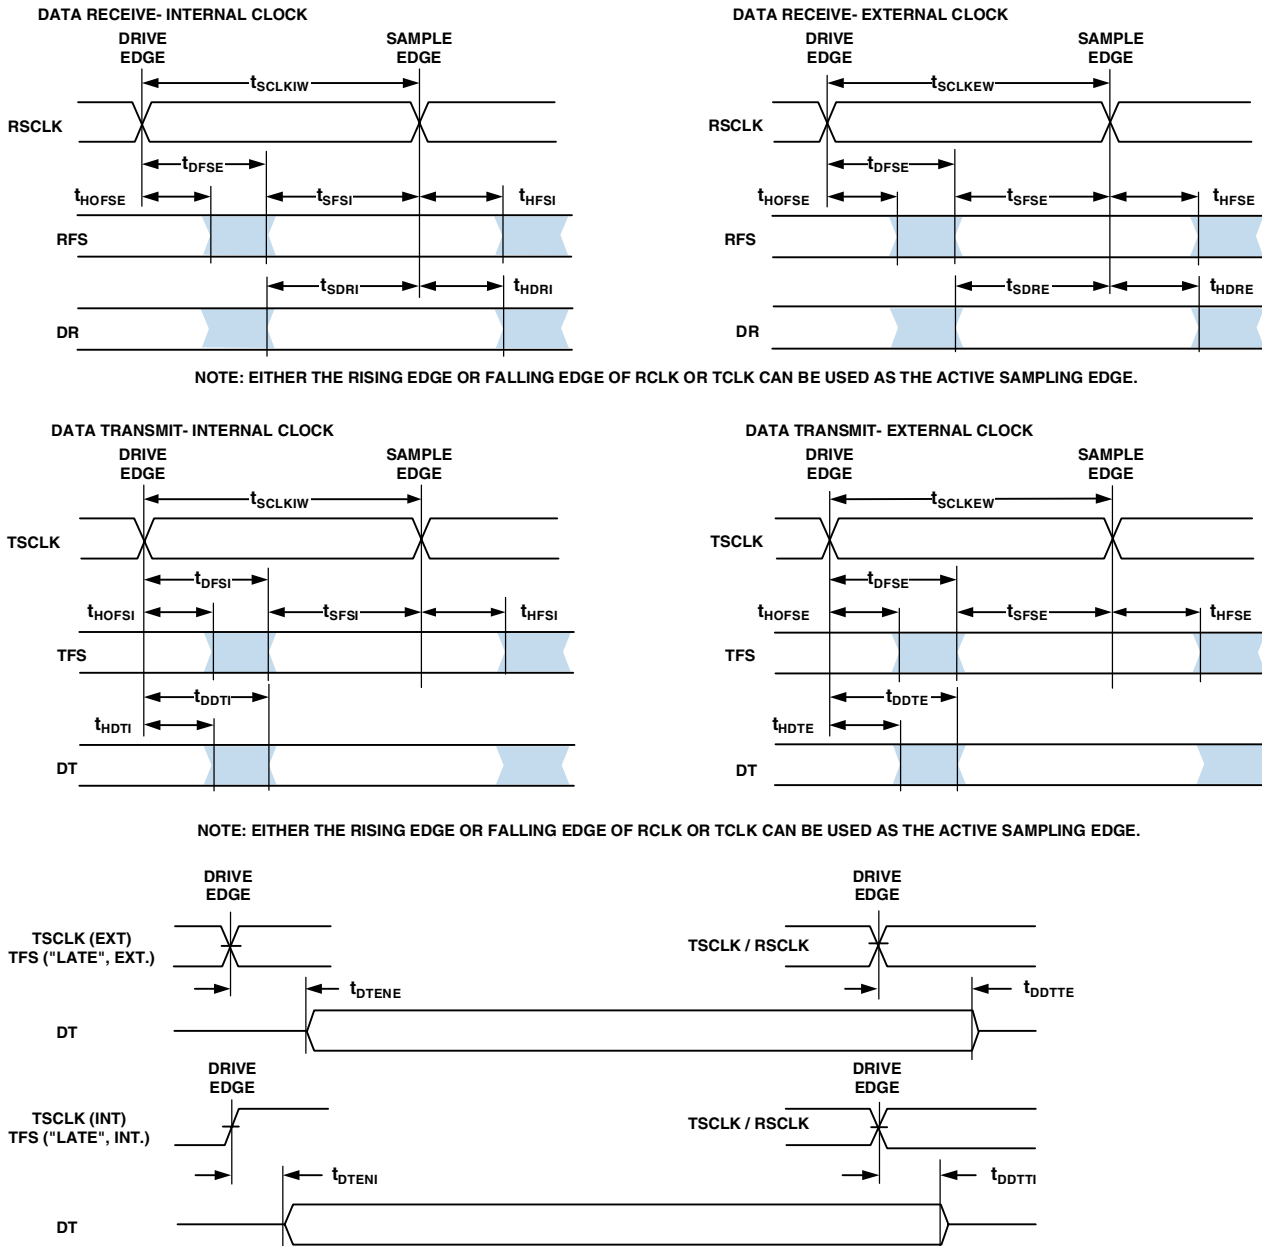 DATA RECEIVE- INTERNAL CLOCK
DRIVE
EDGE
SAMPLE
EDGE
tSCLKIW
RSCLK
tDFSE
tHOFSE
tSFSI
tHFSI
RFS
tSDRI
tHDRI
DR
DATA RECEIVE- EXTERNAL CLOCK
DRIVE
EDGE
SAMPLE
EDGE
tSCLKEW
RSCLK
tDFSE
tHOFSE
tSFSE
tHFSE
RFS
tSDRE
tHDRE
DR
NOTE: EITHER THE RISING EDGE OR FALLING EDGE OF RCLK OR TCLK CAN BE USED AS THE ACTIVE SAMPLING EDGE.
DATA TRANSMIT- INTERNAL CLOCK
DRIVE
EDGE
SAMPLE
EDGE
tSCLKIW
TSCLK
tDFSI
tHOFSI
tSFSI
tHFSI
TFS
tDDTI
tHDTI
DT
DATA TRANSMIT- EXTERNAL CLOCK
DRIVE
EDGE
SAMPLE
EDGE
tSCLKEW
TSCLK
tDFSE
tHOFSE
tSFSE
tHFSE
TFS
tDDTE
tHDTE
DT
NOTE: EITHER THE RISING EDGE OR FALLING EDGE OF RCLK OR TCLK CAN BE USED AS THE ACTIVE SAMPLING EDGE.
DRIVE
EDGE
DRIVE
EDGE
TSCLK (EXT)
TFS ("LATE", EXT.)
TSCLK / RSCLK
tDTENE
tDDTTE
DT
DRIVE
EDGE
DRIVE
EDGE
TSCLK (INT)
TFS ("LATE", INT.)
TSCLK / RSCLK
tDTENI
tDDTTI
DT